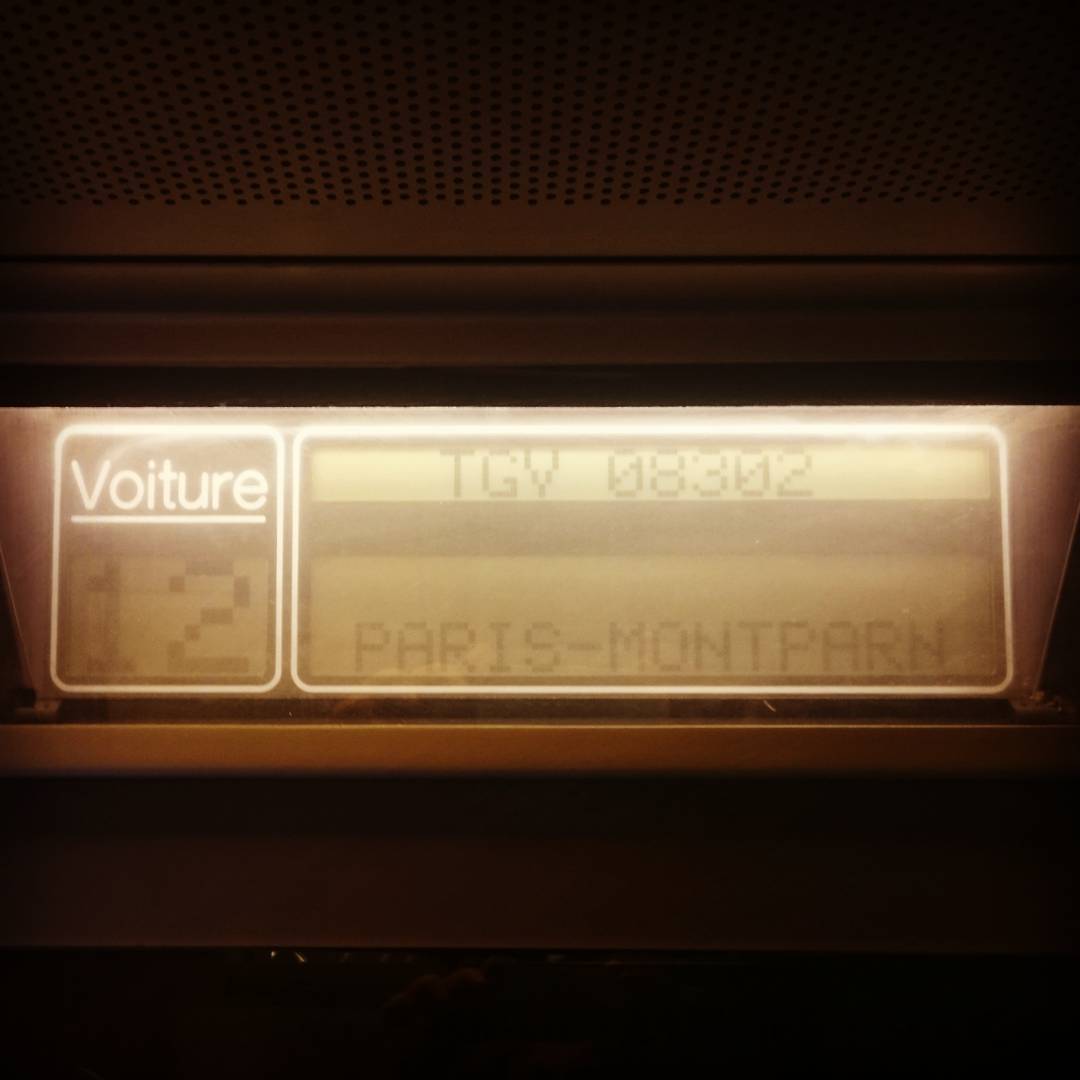 Voiture
12
TGV 08302
PARIS-MONTPARN